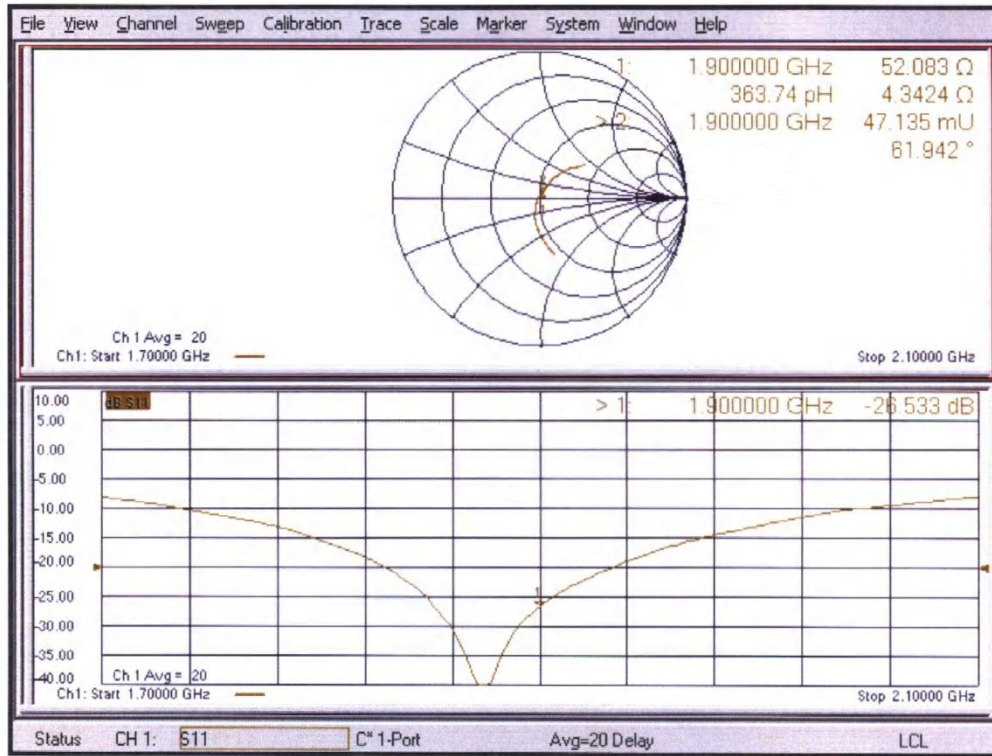 File View Channel Sweep Calibration Trace Scale Marker System Window Help
1: 1.900000 GHz 52.083 Ω
363.74 pH 4.3424 Ω
> 2: 1.900000 GHz 47.135 mU
61.942 °
Ch 1 Avg = 20
Ch1: Start 1.70000 GHz Stop 2.10000 GHz
10.00 dB S11 > 1: 1.900000 GHz -26.533 dB
5.00
0.00
-5.00
-10.00
-15.00
-20.00
-25.00 1
-30.00
-35.00
-40.00 Ch 1 Avg = 20
Ch1: Start 1.70000 GHz Stop 2.10000 GHz
Status CH 1: S11 C* 1-Port Avg=20 Delay LCL